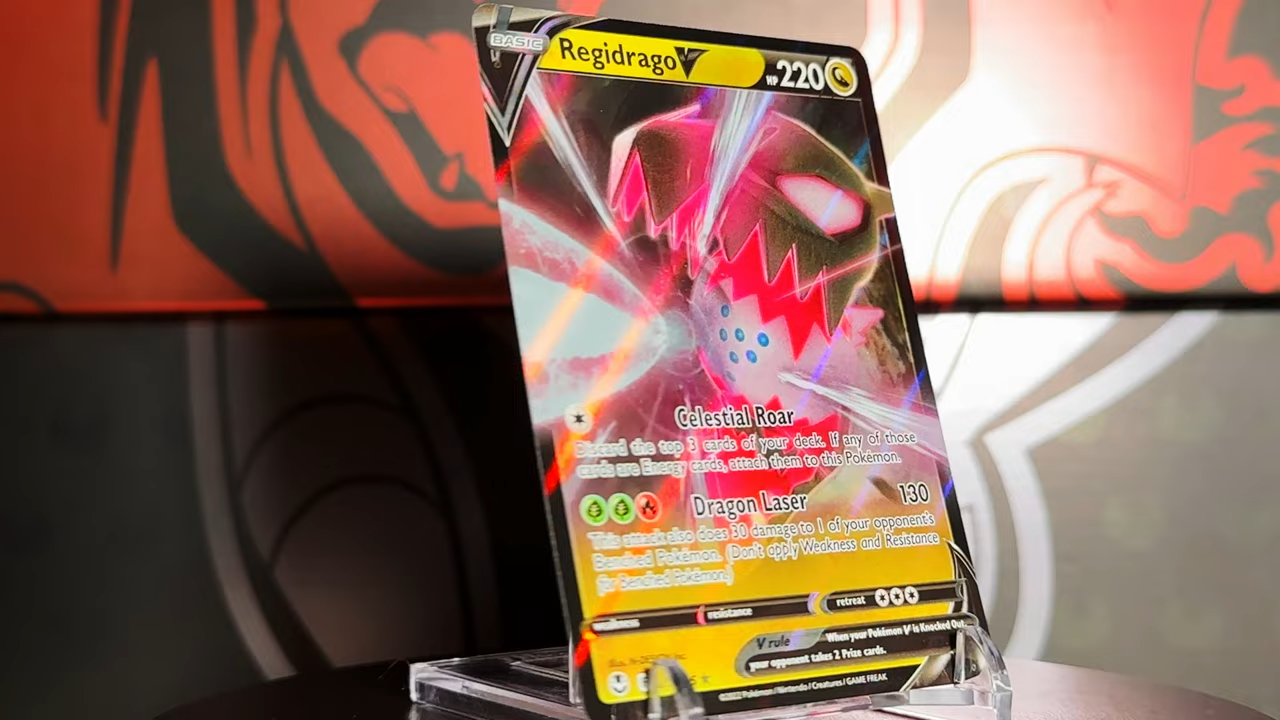 BASIC
Regidrago V HP 220
Celestial Roar
Discard the top 3 cards of your deck. If any of those
cards are Energy cards, attach them to this Pokémon.
Dragon Laser 130
This attack also does 30 damage to 1 of your opponent's
Benched Pokémon. (Don't apply Weakness and Resistance
for Benched Pokémon.)
weakness resistance retreat
V rule When your Pokémon V is Knocked Out,
your opponent takes 2 Prize cards.
Illus. N-DESIGN Inc.
©2022 Pokémon / Nintendo / Creatures / GAME FREAK